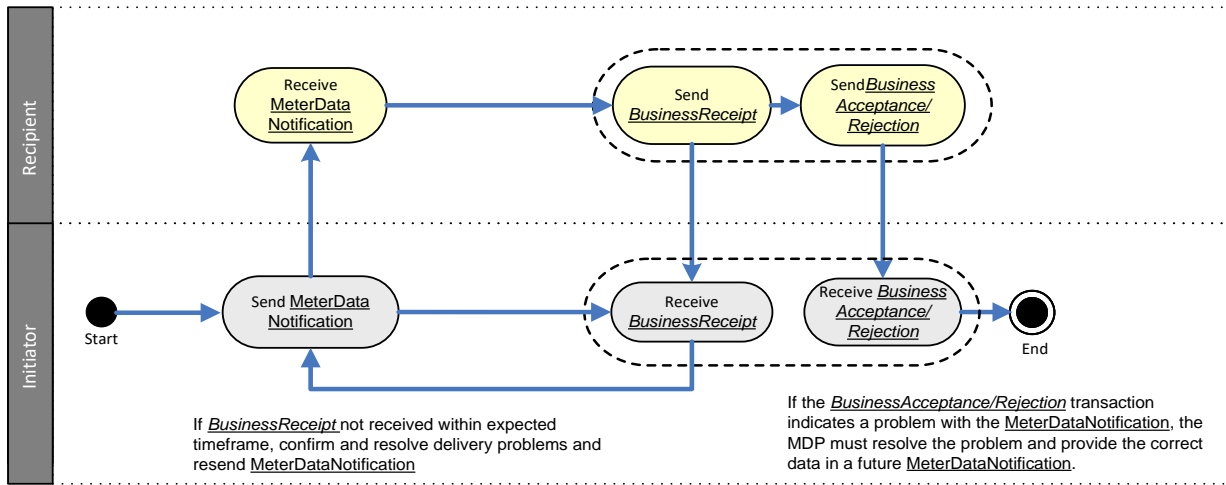 Recipient
Receive
MeterData
Notification
Send
BusinessReceipt
SendBusiness
Acceptance/
Rejection
Initiator
Start
Send MeterData
Notification
Receive
BusinessReceipt
Receive Business
Acceptance/
Rejection
End
If BusinessReceipt not received within expected
timeframe, confirm and resolve delivery problems and
resend MeterDataNotification
If the BusinessAcceptance/Rejection transaction
indicates a problem with the MeterDataNotification, the
MDP must resolve the problem and provide the correct
data in a future MeterDataNotification.